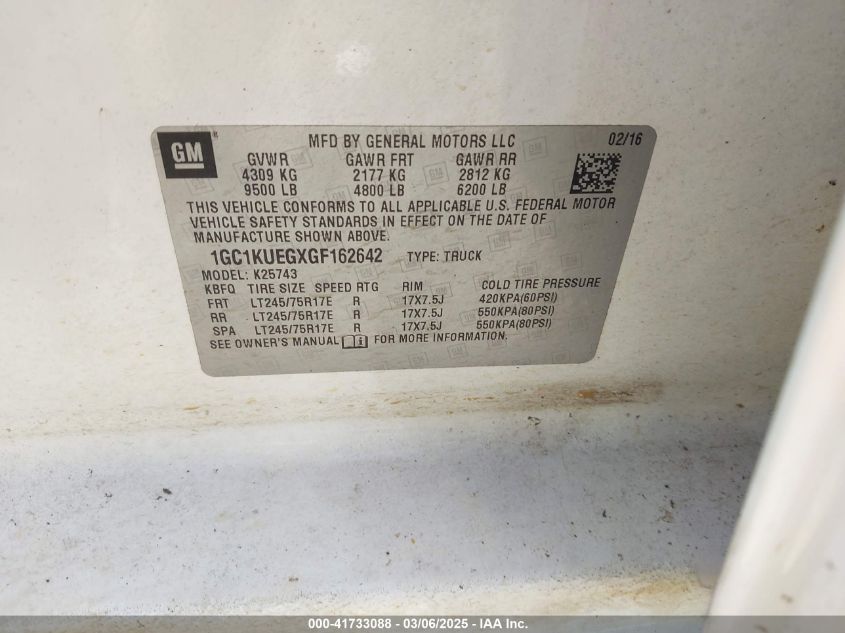 GM ® MFD BY GENERAL MOTORS LLC 02/16
GVWR GAWR FRT GAWR RR
4309 KG 2177 KG 2812 KG
9500 LB 4800 LB 6200 LB
THIS VEHICLE CONFORMS TO ALL APPLICABLE U.S. FEDERAL MOTOR
VEHICLE SAFETY STANDARDS IN EFFECT ON THE DATE OF
MANUFACTURE SHOWN ABOVE.
1GC1KUEGXGF162642 TYPE: TRUCK
MODEL: K25743
KBFQ TIRE SIZE SPEED RTG RIM COLD TIRE PRESSURE
FRT LT245/75R17E R 17X7.5J 420KPA(60PSI)
RR LT245/75R17E R 17X7.5J 550KPA(80PSI)
SPA LT245/75R17E R 17X7.5J 550KPA(80PSI)
SEE OWNER'S MANUAL FOR MORE INFORMATION.
000-41733088 - 03/06/2025 - IAA Inc.